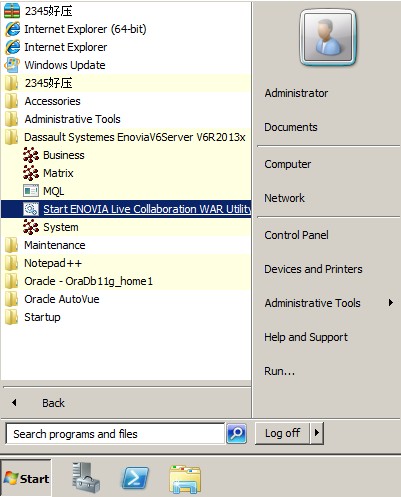 2345好压
Internet Explorer (64-bit)
Internet Explorer
Windows Update
2345好压
Accessories
Administrative Tools
Dassault Systemes EnoviaV6Server V6R2013x
Business
Matrix
MQL
Start ENOVIA Live Collaboration WAR Utility
System
Maintenance
Notepad++
Oracle - OraDb11g_home1
Oracle AutoVue
Startup
Back
Search programs and files
Administrator
Documents
Computer
Network
Control Panel
Devices and Printers
Administrative Tools
Help and Support
Run...
Log off
Start